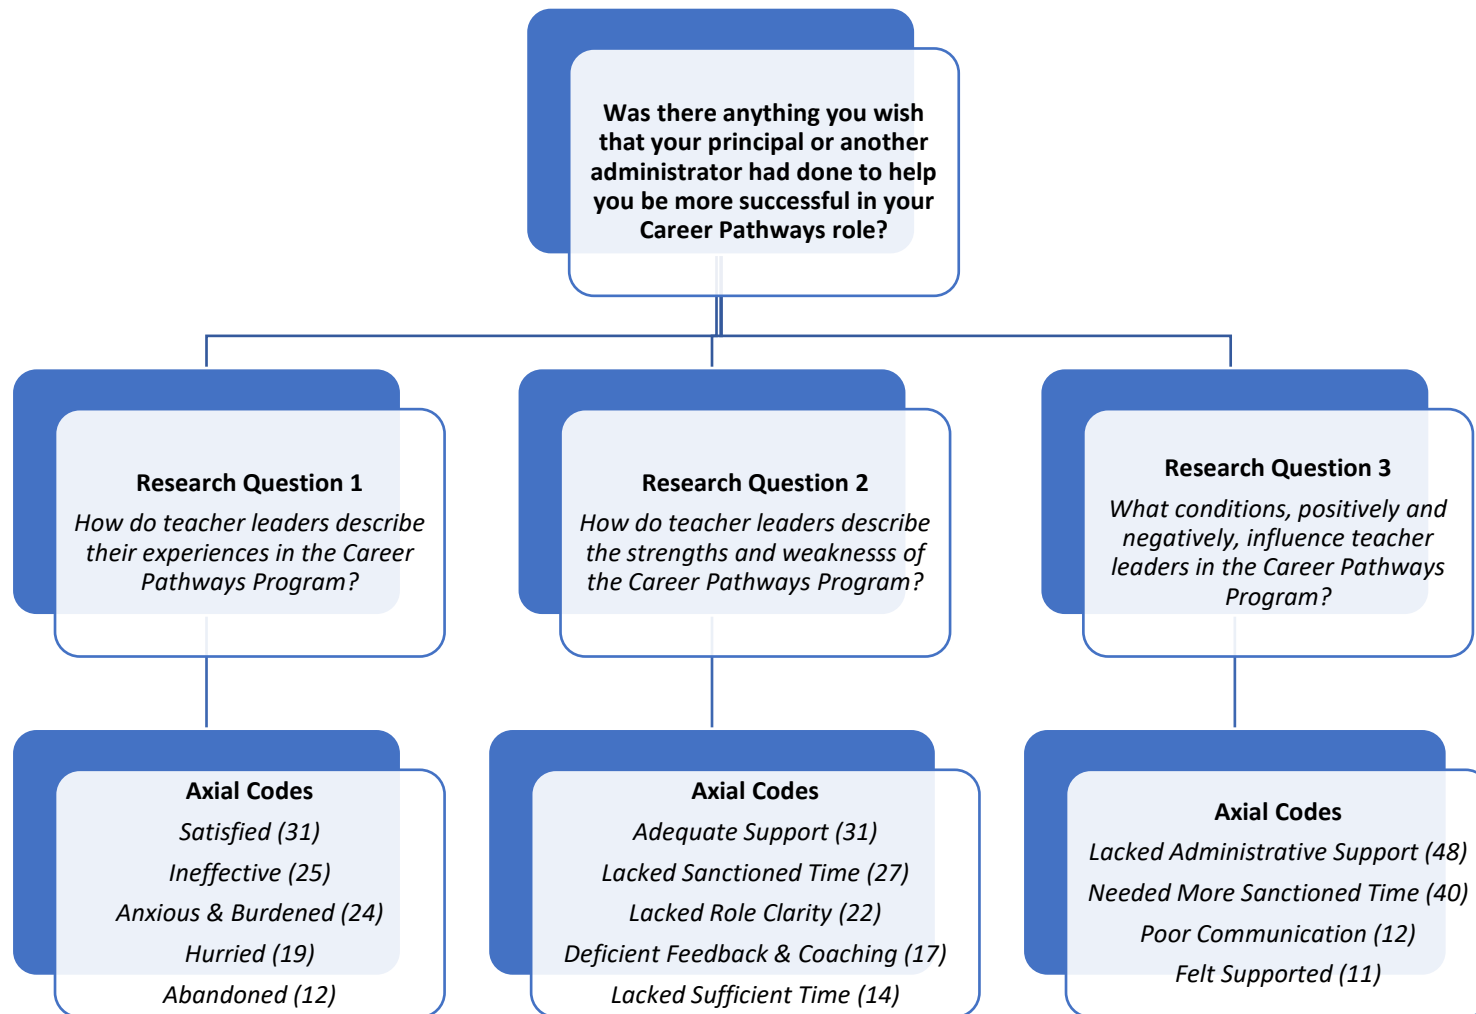 Was there anything you wish
that your principal or another
administrator had done to help
you be more successful in your
Career Pathways role?
Research Question 1
How do teacher leaders describe
their experiences in the Career
Pathways Program?
Research Question 2
How do teacher leaders describe
the strengths and weaknesss of
the Career Pathways Program?
Research Question 3
What conditions, positively and
negatively, influence teacher
leaders in the Career Pathways
Program?
Axial Codes
Satisfied (31)
Ineffective (25)
Anxious & Burdened (24)
Hurried (19)
Abandoned (12)
Axial Codes
Adequate Support (31)
Lacked Sanctioned Time (27)
Lacked Role Clarity (22)
Deficient Feedback & Coaching (17)
Lacked Sufficient Time (14)
Axial Codes
Lacked Administrative Support (48)
Needed More Sanctioned Time (40)
Poor Communication (12)
Felt Supported (11)